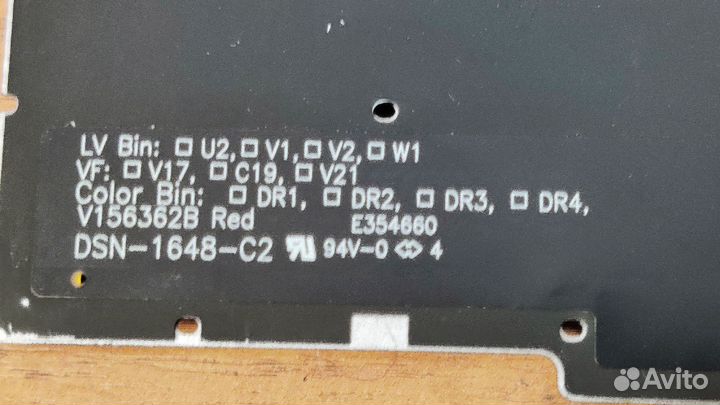 LV Bin: □ U2, □ V1, □ V2, □ W1
VF: □ V17, □ C19, □ V21
Color Bin: □ DR1, □ DR2, □ DR3, □ DR4,
V156362B Red E354660
DSN-1648-C2 94V-0 4
Avito